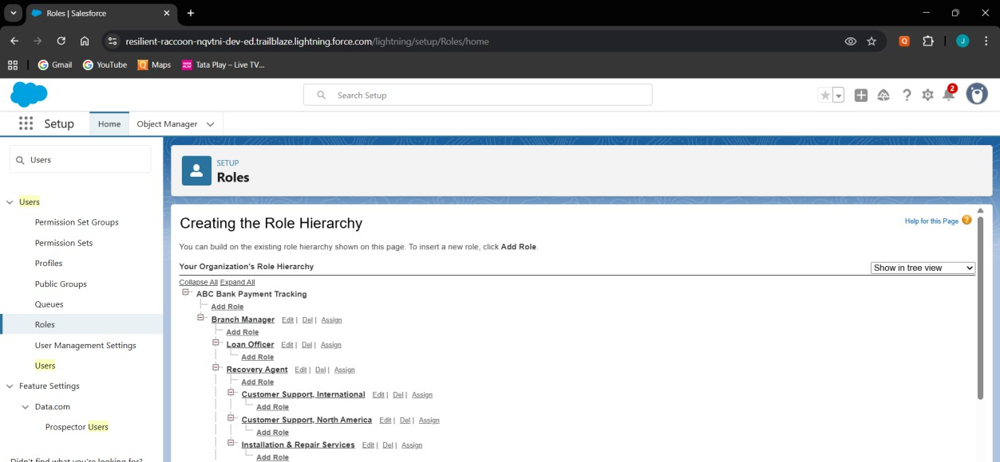 Roles | Salesforce
resilient-raccoon-nqvtni-dev-ed.trailblaze.lightning.force.com/lightning/setup/Roles/home
J
Gmail YouTube Maps Tata Play – Live TV...
Search Setup
2
Setup Home Object Manager
Users
Users
Permission Set Groups
Permission Sets
Profiles
Public Groups
Queues
Roles
User Management Settings
Users
Feature Settings
Data.com
Prospector Users
Didn't find what you're looking for?
SETUP
Roles
Creating the Role Hierarchy
Help for this Page ?
You can build on the existing role hierarchy shown on this page. To insert a new role, click Add Role.
Your Organization's Role Hierarchy
Show in tree view
Collapse All Expand All
ABC Bank Payment Tracking
Add Role
Branch Manager Edit | Del | Assign
Add Role
Loan Officer Edit | Del | Assign
Add Role
Recovery Agent Edit | Del | Assign
Add Role
Customer Support, International Edit | Del | Assign
Add Role
Customer Support, North America Edit | Del | Assign
Add Role
Installation & Repair Services Edit | Del | Assign
Add Role